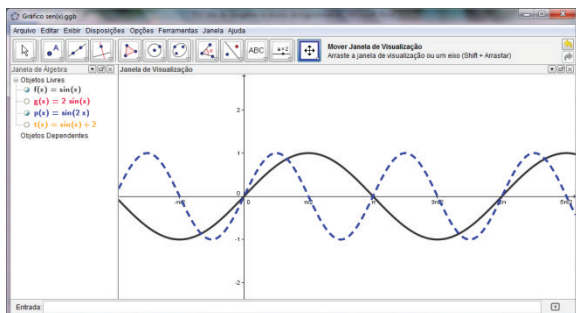 Gráfico sen(x).ggb
Arquivo Editar Exibir Disposições Opções Ferramentas Janela Ajuda
ABC
a=2
Mover Janela de Visualização
Arraste a janela de visualização ou um eixo (Shift + Arrastar)
Janela de Álgebra
Janela de Visualização
Objetos Livres
f(x) = sin(x)
g(x) = 2 sin(x)
p(x) = sin(2 x)
t(x) = sin(x) + 2
Objetos Dependentes
2
1
0
0
-1
-2
Entrada: